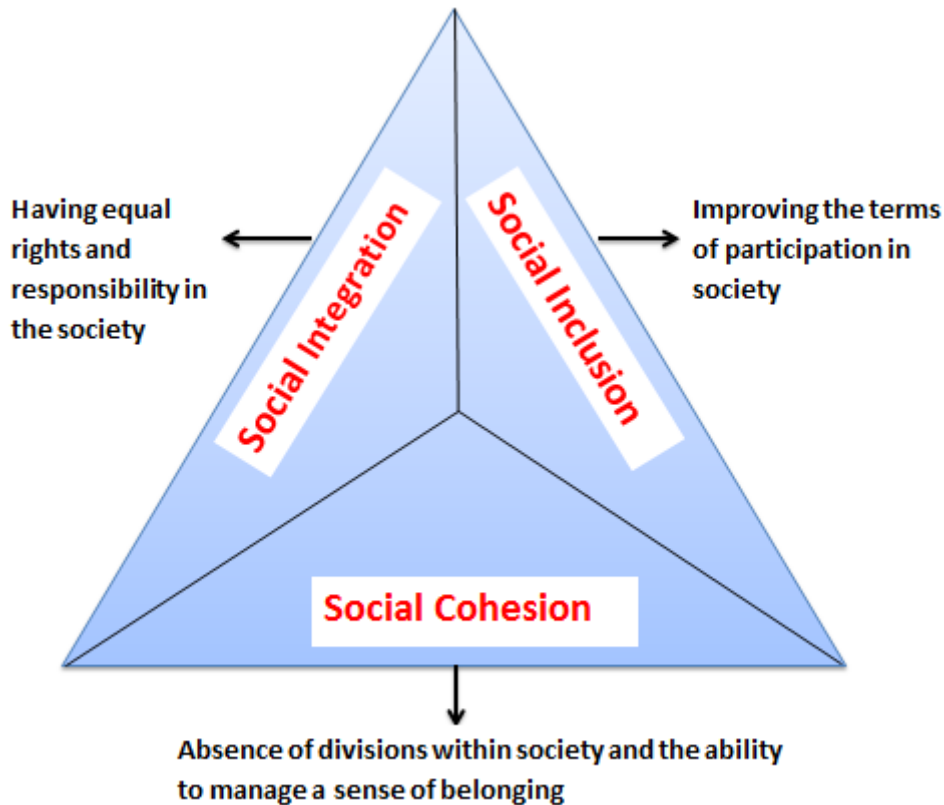 Having equal
rights and
responsibility in
the society
Social Integration
Social Inclusion
Improving the terms
of participation in
society
Social Cohesion
Absence of divisions within society and the ability
to manage a sense of belonging